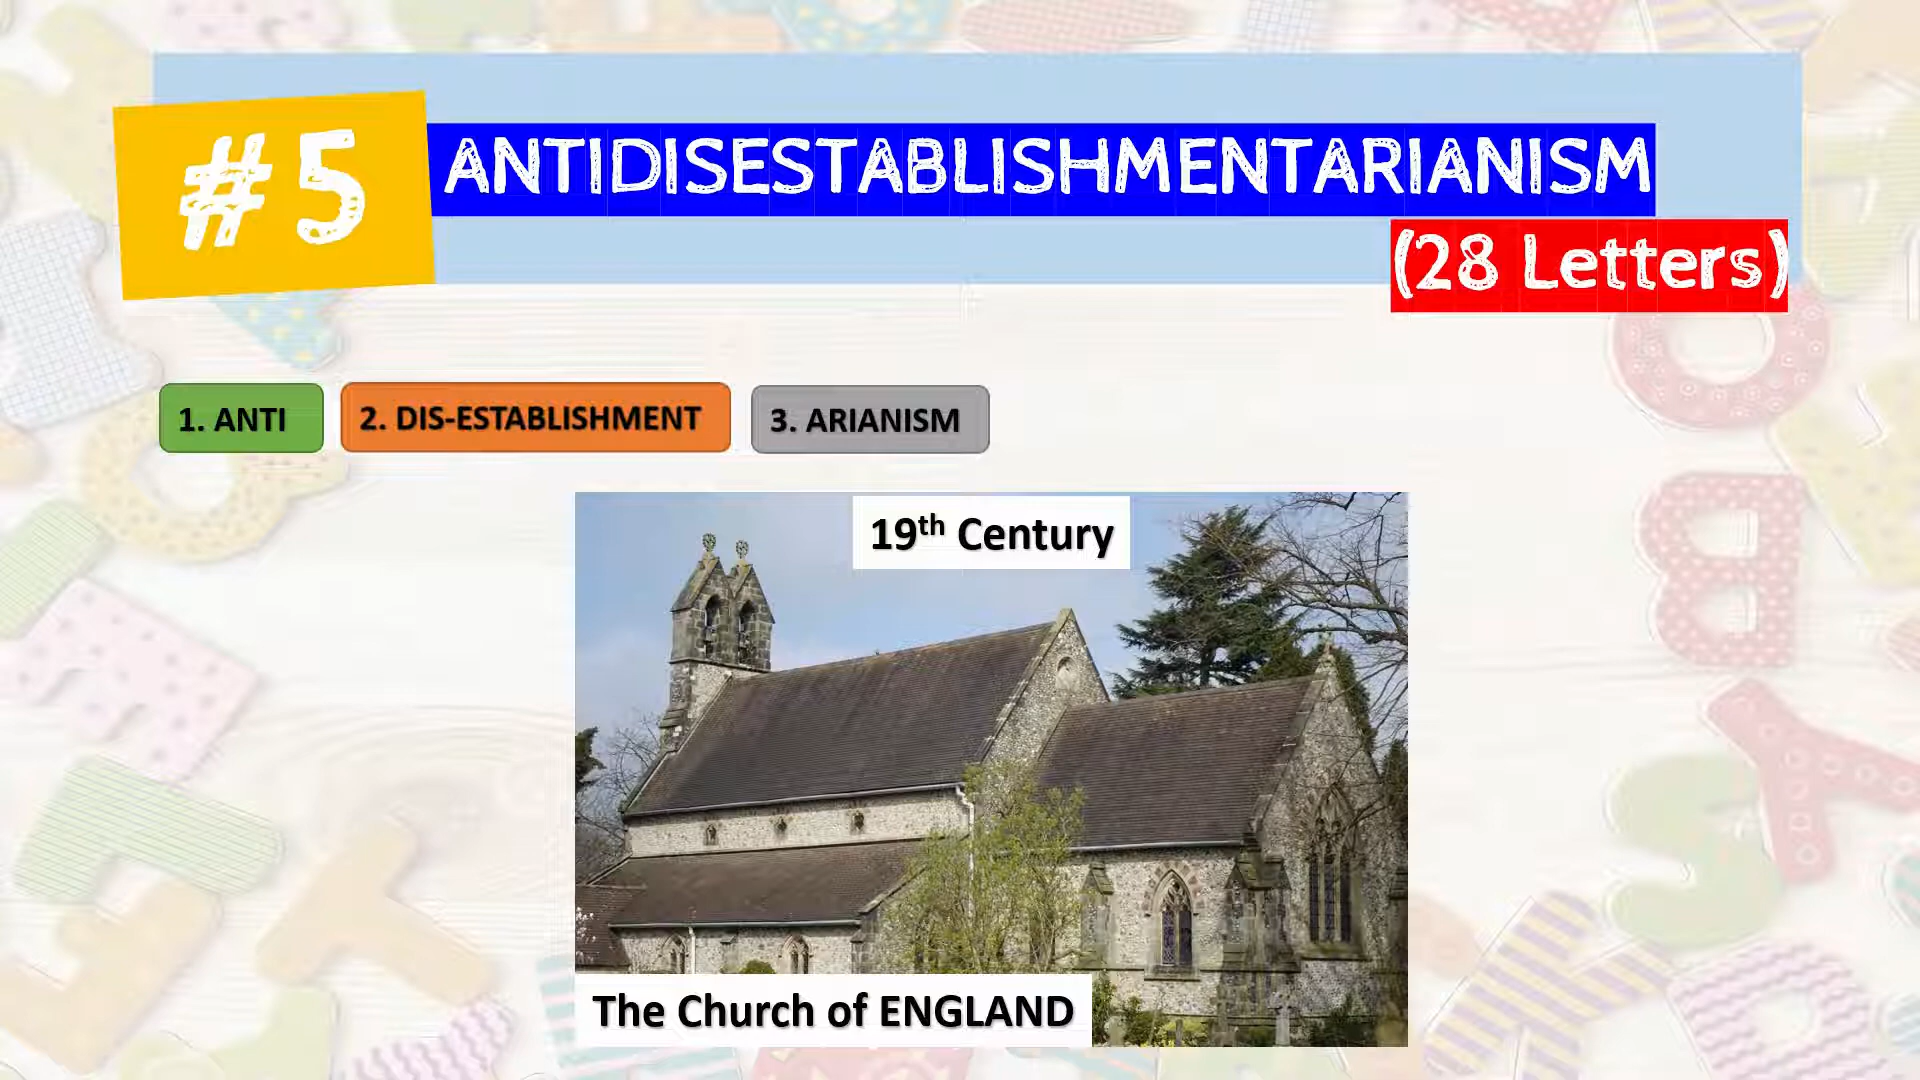 #5
ANTIDISESTABLISHMENTARIANISM
(28 Letters)
1. ANTI
2. DIS-ESTABLISHMENT
3. ARIANISM
19th Century
The Church of ENGLAND